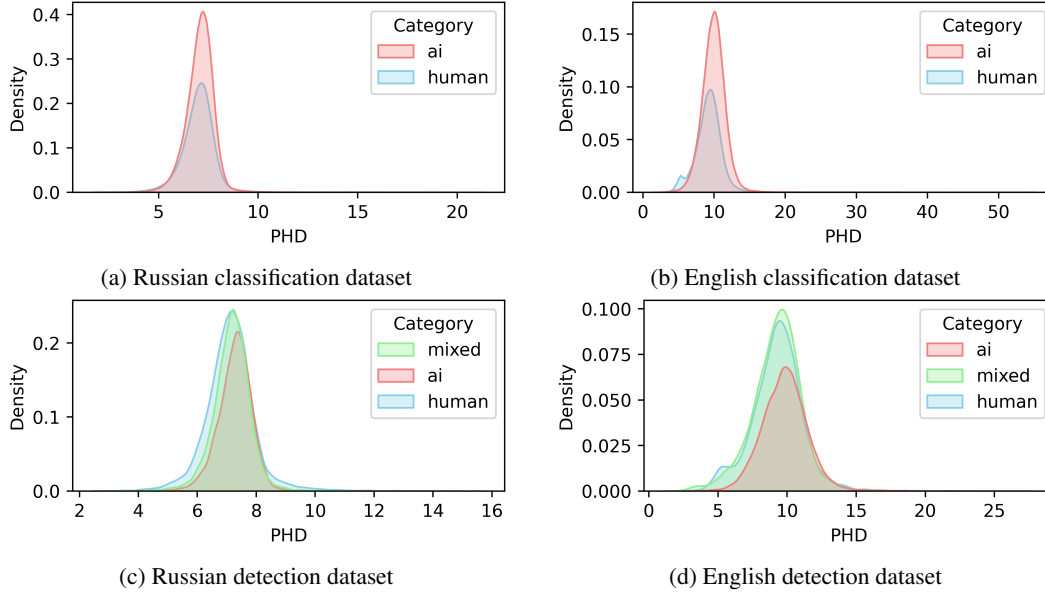 0.4
0.3
0.2
0.1
0.0
Density
5
10
15
20
PHD
Category
ai
human
(a) Russian classification dataset
0.15
0.10
0.05
0.00
Density
0
10
20
30
40
50
PHD
Category
ai
human
(b) English classification dataset
0.2
0.1
0.0
Density
2
4
6
8
10
12
14
16
PHD
Category
mixed
ai
human
(c) Russian detection dataset
0.100
0.075
0.050
0.025
0.000
Density
0
5
10
15
20
25
PHD
Category
ai
mixed
human
(d) English detection dataset